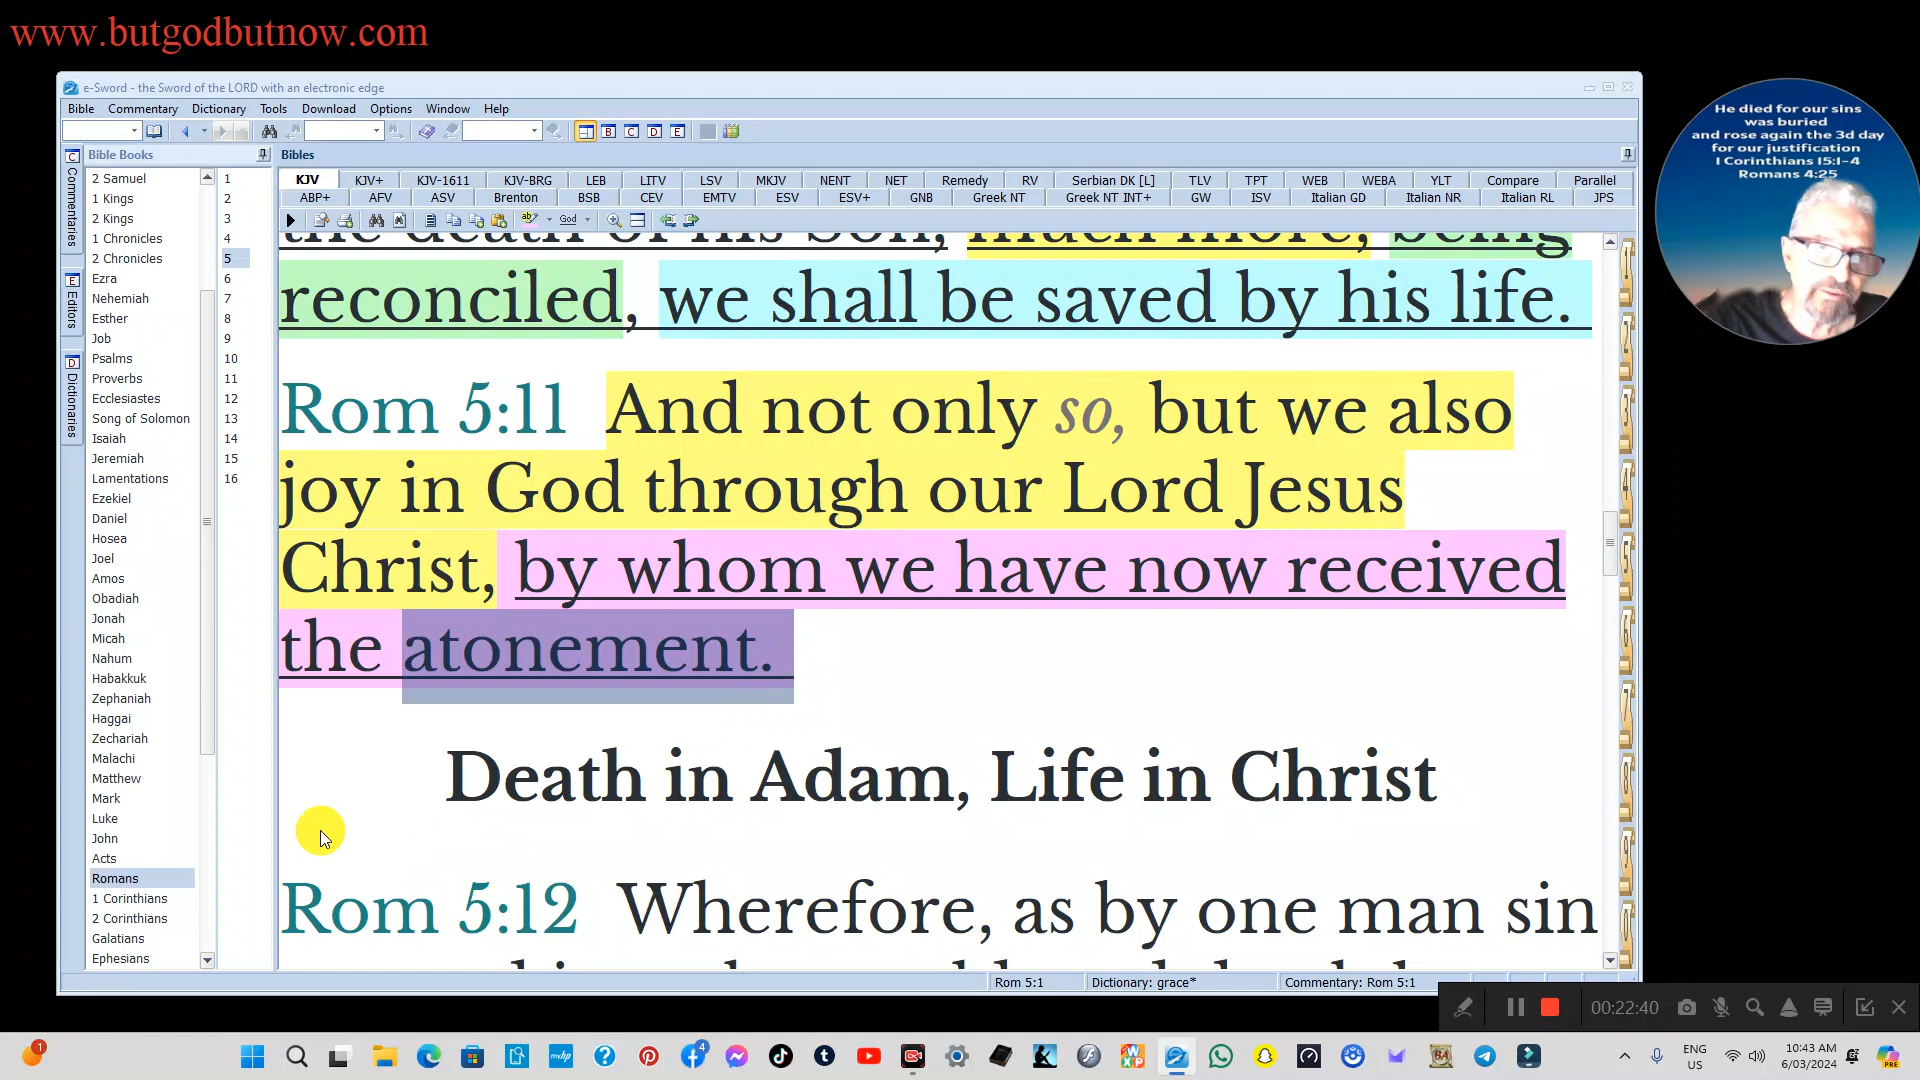 www.butgodbutnow.com
e-Sword - the Sword of the LORD with an electronic edge
Bible Commentary Dictionary Tools Download Options Window Help
Bible Books
Bibles
Commentaries
Editors
Dictionaries
2 Samuel
1 Kings
2 Kings
1 Chronicles
2 Chronicles
Ezra
Nehemiah
Esther
Job
Psalms
Proverbs
Ecclesiastes
Song of Solomon
Isaiah
Jeremiah
Lamentations
Ezekiel
Daniel
Hosea
Joel
Amos
Obadiah
Jonah
Micah
Nahum
Habakkuk
Zephaniah
Haggai
Zechariah
Malachi
Matthew
Mark
Luke
John
Acts
Romans
1 Corinthians
2 Corinthians
Galatians
Ephesians
1
2
3
4
5
6
7
8
9
10
11
12
13
14
15
16
KJV KJV+ KJV-1611 KJV-BRG LEB LITV LSV MKJV NENT NET Remedy RV Serbian DK [L] TLV TPT WEB WEBA YLT Compare Parallel
ABP+ AFV ASV Brenton BSB CEV EMTV ESV ESV+ GNB Greek NT Greek NT INT+ GW ISV Italian GD Italian NR Italian RL JPS
the death of his Son, much more, being
reconciled, we shall be saved by his life.
Rom 5:11 And not only so, but we also
joy in God through our Lord Jesus
Christ, by whom we have now received
the atonement.
Death in Adam, Life in Christ
Rom 5:12 Wherefore, as by one man sin
Rom 5:1
Dictionary: grace*
Commentary: Rom 5:1
He died for our sins
was buried
and rose again the 3d day
for our justification
I Corinthians 15:1-4
Romans 4:25
00:22:40
ENG
US
10:43 AM
6/03/2024